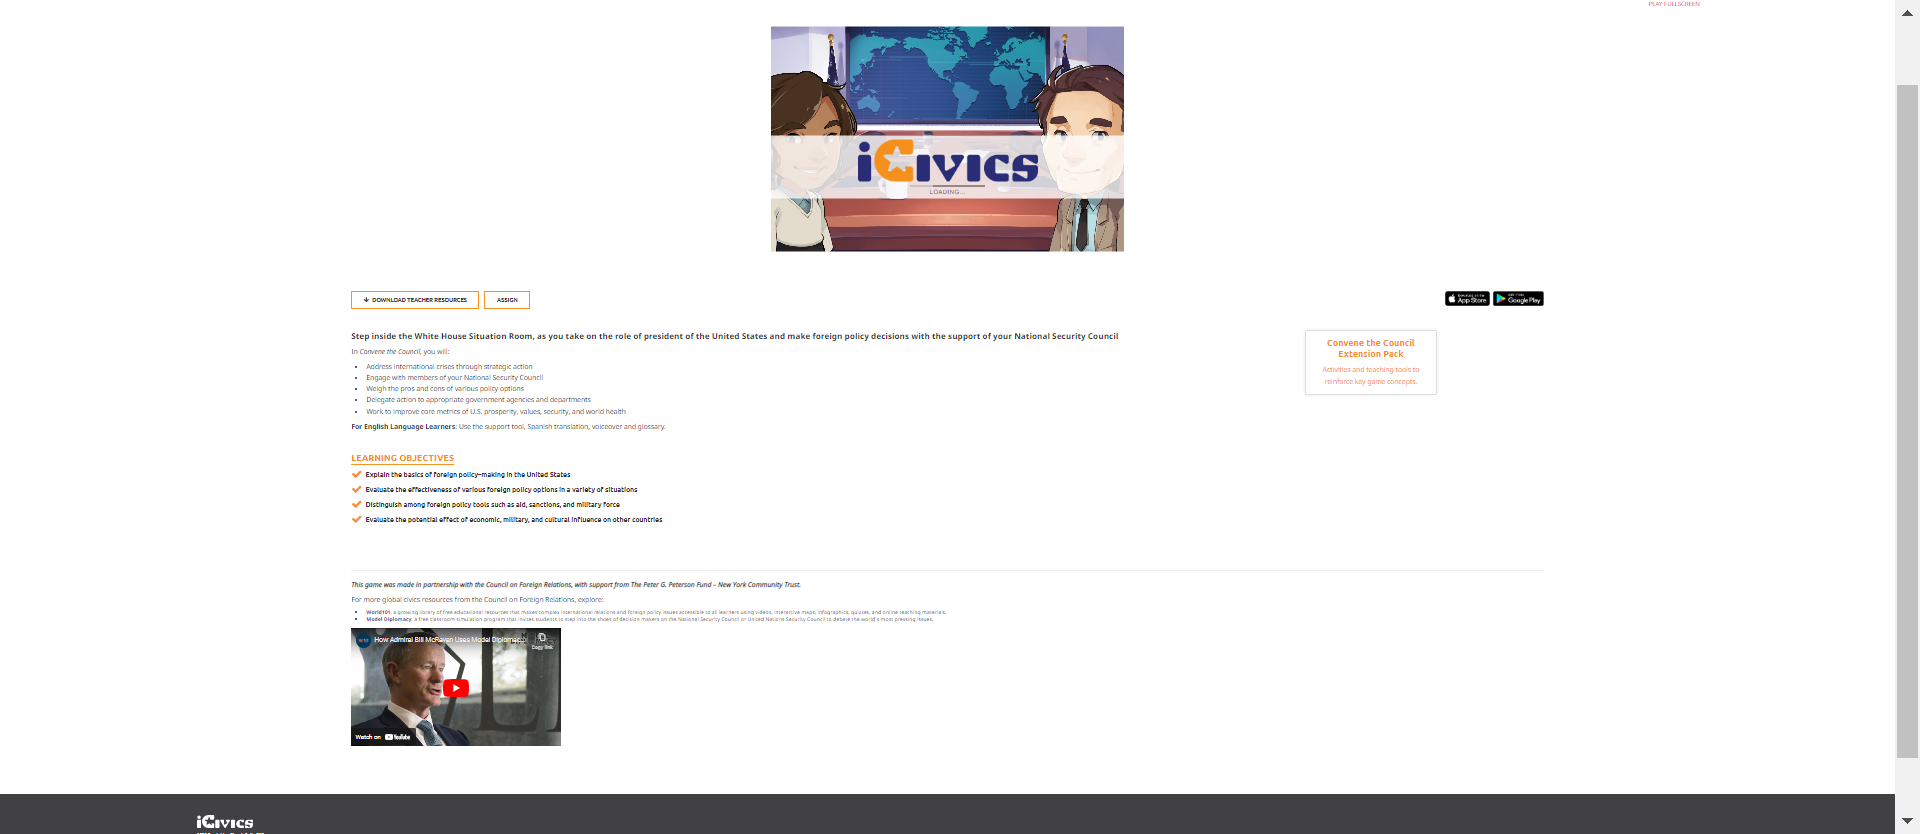 PLAY FULLSCREEN
iCivics
LOADING...
DOWNLOAD TEACHER RESOURCES
ASSIGN
Download on the App Store
GET IT ON Google Play
Step inside the White House Situation Room, as you take on the role of president of the United States and make foreign policy decisions with the support of your National Security Council
In Convene the Council, you will:
Address international crises through strategic action
Engage with members of your National Security Council
Weigh the pros and cons of various policy options
Delegate action to appropriate government agencies and departments
Work to improve core metrics of U.S. prosperity, values, security, and world health
For English Language Learners: Use the support tool, Spanish translation, voiceover and glossary.
Convene the Council
Extension Pack
Activities and teaching tools to
reinforce key game concepts.
LEARNING OBJECTIVES
Explain the basics of foreign policy-making in the United States
Evaluate the effectiveness of various foreign policy options in a variety of situations
Distinguish among foreign policy tools such as aid, sanctions, and military force
Evaluate the potential effect of economic, military, and cultural influence on other countries
This game was made in partnership with the Council on Foreign Relations, with support from The Peter G. Peterson Fund – New York Community Trust.
For more global civics resources from the Council on Foreign Relations, explore:
World101, a growing library of free educational resources that makes complex international relations and foreign policy issues accessible to all learners using videos, interactive maps, infographics, quizzes, and online teaching materials.
Model Diplomacy, a free classroom simulation program that invites students to step into the shoes of decision makers on the National Security Council or United Nations Security Council to debate the world's most pressing issues.
How Admiral Bill McRaven Uses Model Diplomac...
Copy link
Watch on YouTube
iCivics